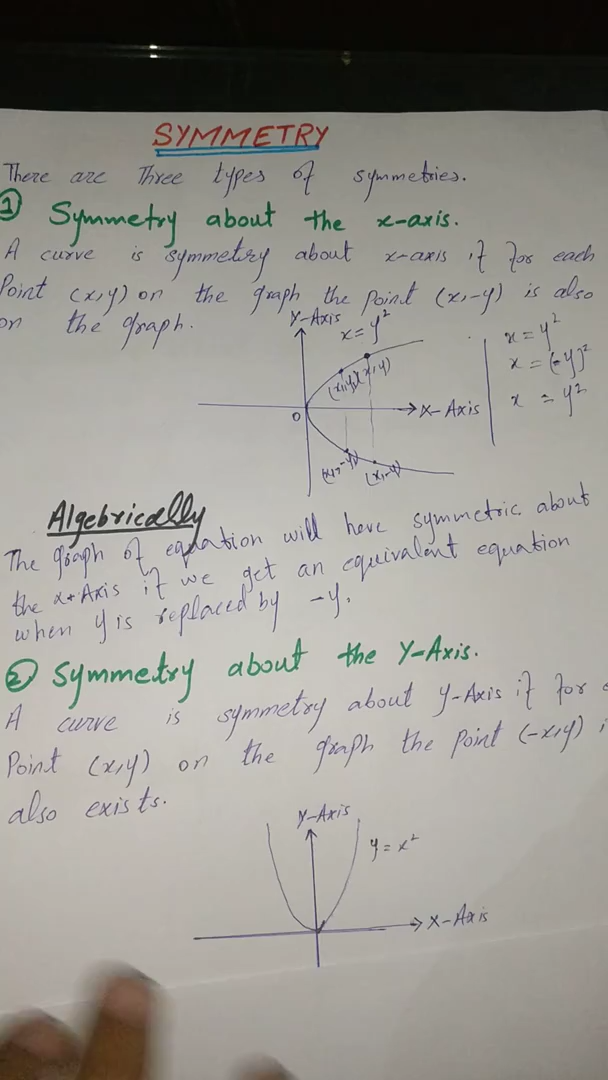 SYMMETRY
There are Three types of symmetries.
1 Symmetry about the x-axis.
A curve is symmetry about x-axis if for each
Point (x,y) on the graph the point (x,-y) is also
on the graph.
Y-Axis
x = y²
x = y²
x = (-y)²
x = y²
(x,y)
(x,y)
O
X-Axis
(x,-y)
(x,-y)
Algebrically
The graph of equation will have symmetric about
the x-Axis if we get an equivalent equation
when y is replaced by -y.
2 Symmetry about the Y-Axis.
A curve is symmetry about y-Axis if for
Point (x,y) on the graph the point (-x,y)
also exists.
Y-Axis
y = x²
X-Axis